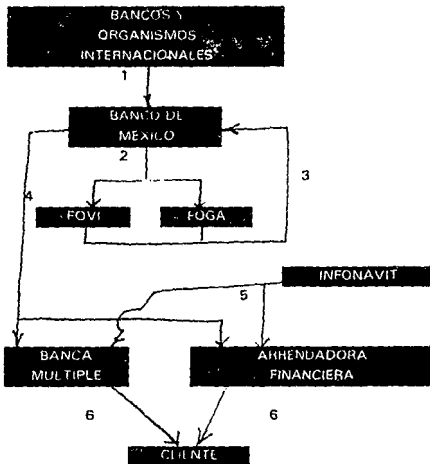 BANCOS Y
ORGANISMOS
INTERNACIONALES
1
BANCO DE
MEXICO
2
3
4
FOVI
FOGA
INFONAVIT
5
BANCA
MULTIPLE
ARRENDADORA
FINANCIERA
6
6
CLIENTE